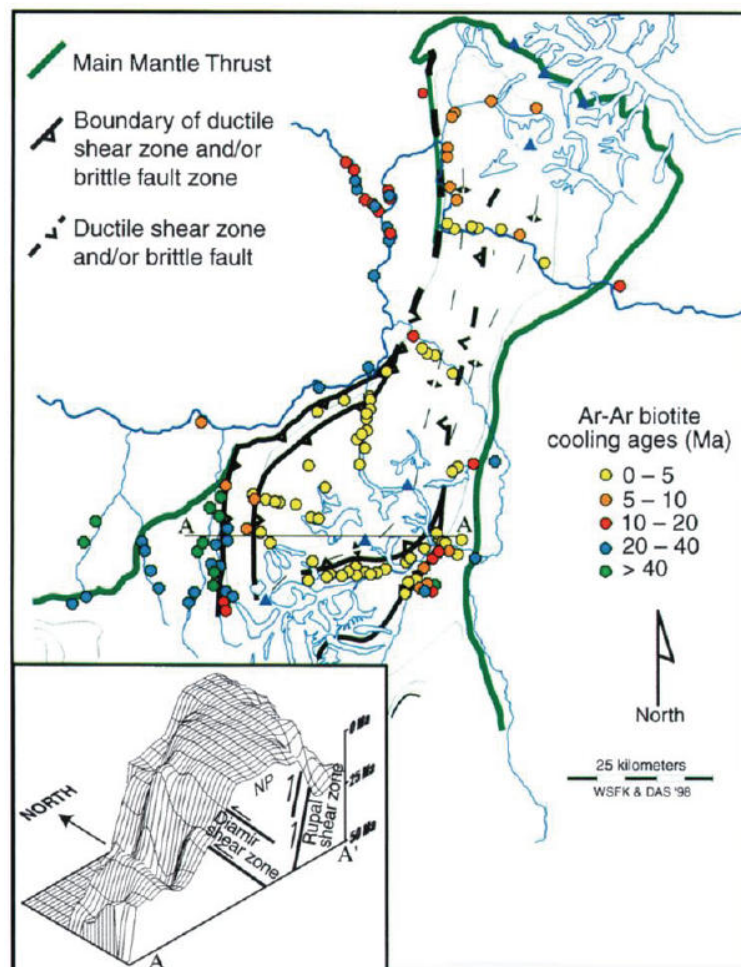 Main Mantle Thrust
Boundary of ductile
shear zone and/or
brittle fault zone
Ductile shear zone
and/or brittle fault
Ar-Ar biotite
cooling ages (Ma)
0 – 5
5 – 10
10 – 20
20 – 40
> 40
A
A'
North
25 kilometers
WSFK & DAS '98
NORTH
NP
Diamir
shear zone
Rupal
shear zone
0 Ma
25 Ma
50 Ma
A'
A